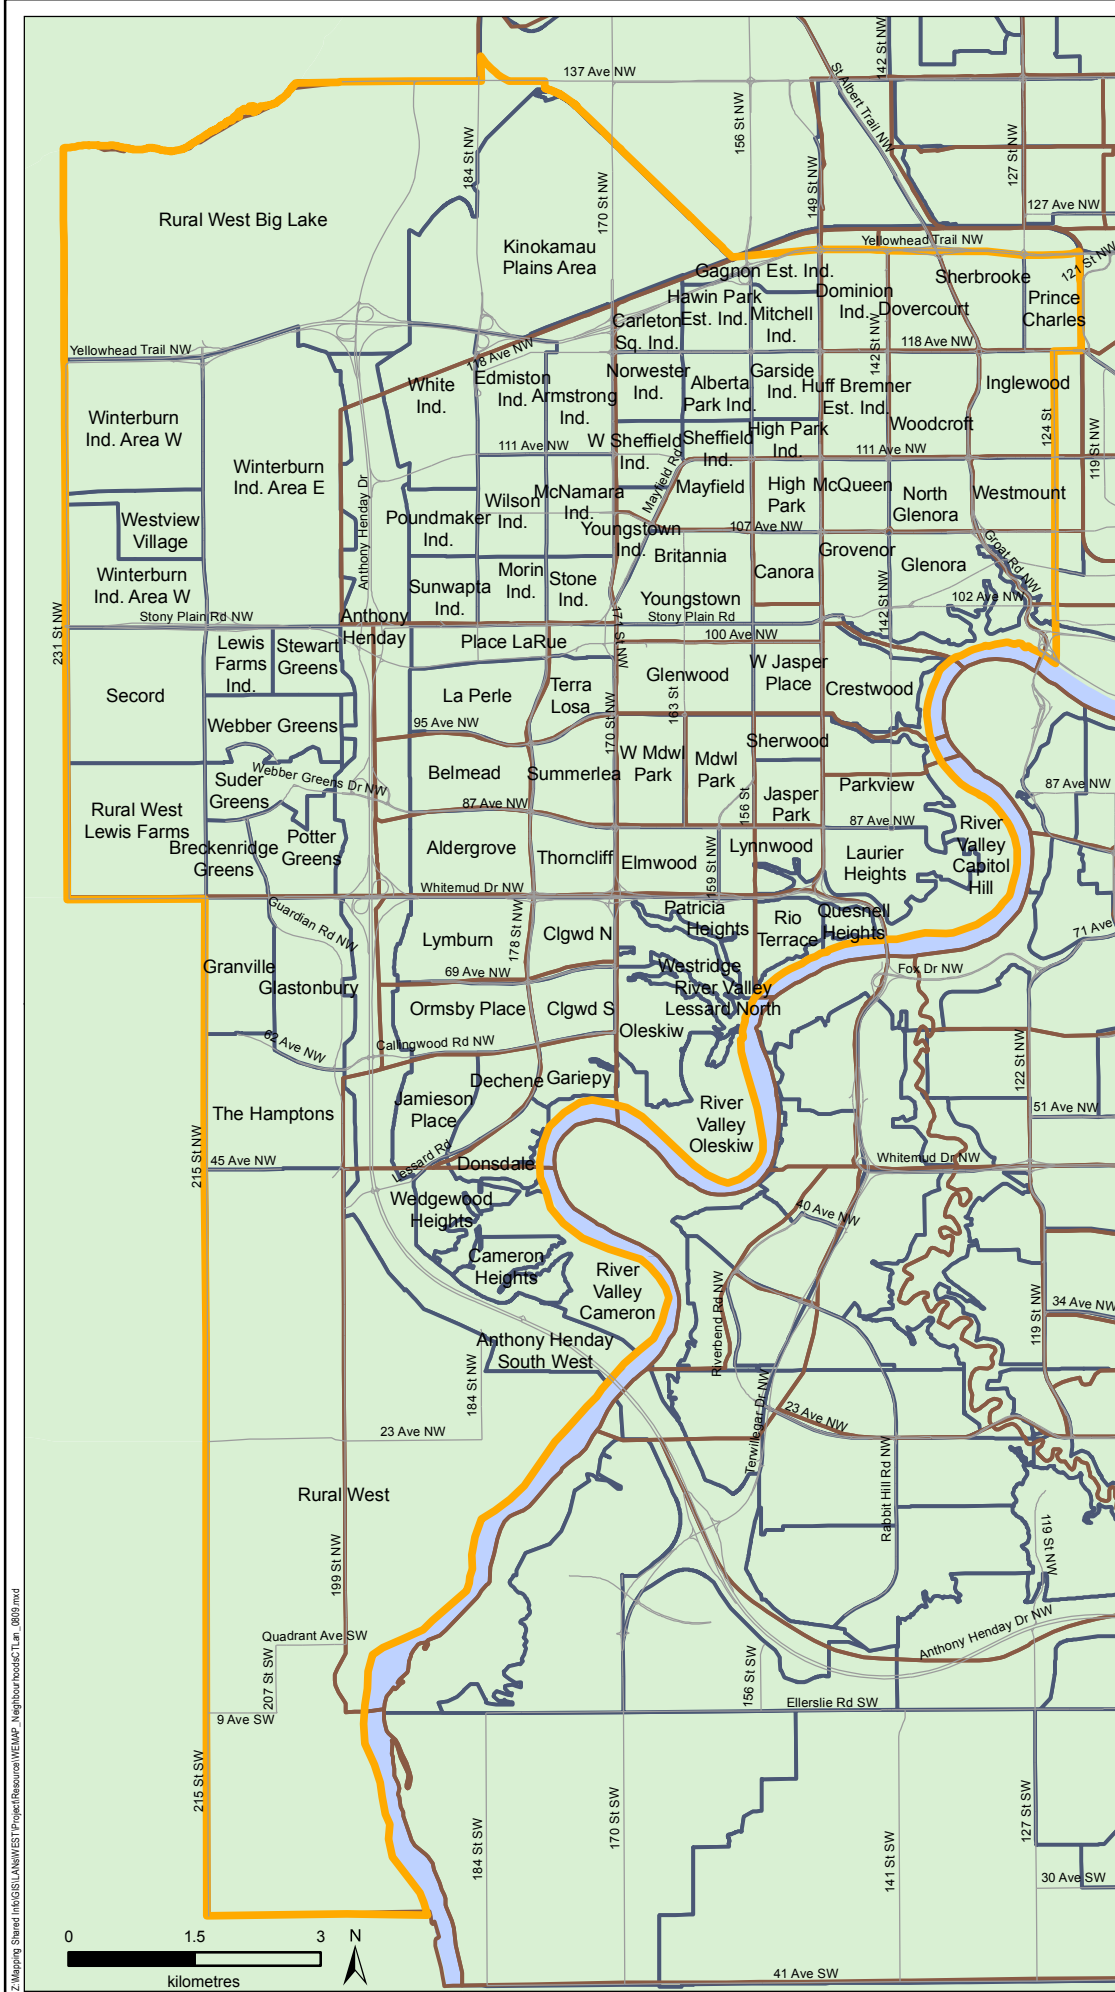 142 St NW
St Albert Trail NW
137 Ave NW
156 St NW
184 St NW
127 St NW
149 St NW
170 St NW
127 Ave NW
Rural West Big Lake
Kinokamau
Plains Area
Yellowhead Trail NW
121 St NW
Gagnon Est. Ind.
Sherbrooke
Hawin Park
Est. Ind.
Mitchell
Ind.
Dominion
Ind.
Dovercourt
Prince
Charles
Carleton
Sq. Ind.
142 St NW
118 Ave NW
Yellowhead Trail NW
118 Ave NW
White
Ind.
Edmiston
Ind.
Armstrong
Ind.
Norwester
Ind.
Alberta
Park Ind.
Garside
Ind.
Huff Bremner
Est. Ind.
Inglewood
Woodcroft
124 St
119 St NW
Winterburn
Ind. Area W
Winterburn
Ind. Area E
111 Ave NW
W Sheffield
Ind.
Sheffield
Ind.
High Park
Ind.
111 Ave NW
Mayfield Rd
Anthony Henday Dr
Westview
Village
Poundmaker
Ind.
Wilson
Ind.
McNamara
Ind.
Mayfield
High
Park
McQueen
North
Glenora
Westmount
Youngstown
Ind.
107 Ave NW
Britannia
Grovenor
Glenora
Groat Rd NW
Winterburn
Ind. Area W
Sunwapta
Ind.
Morin
Ind.
Stone
Ind.
Canora
142 St NW
102 Ave NW
Youngstown
Stony Plain Rd NW
Stony Plain Rd
231 St NW
Anthony
Henday
171 St NW
100 Ave NW
Lewis
Farms
Ind.
Stewart
Greens
Place LaRue
Glenwood
W Jasper
Place
Crestwood
Secord
La Perle
Terra
Losa
163 St
170 St NW
Webber Greens
95 Ave NW
Sherwood
Suder
Greens
Webber Greens Dr NW
Belmead
Summerlea
W Mdwl
Park
Mdwl
Park
Parkview
87 Ave NW
Rural West
Lewis Farms
87 Ave NW
156 St
Jasper
Park
87 Ave NW
River
Valley
Capitol
Hill
Breckenridge
Greens
Potter
Greens
Aldergrove
Thorncliff
Elmwood
Lynnwood
Laurier
Heights
159 St NW
Whitemud Dr NW
Guardian Rd NW
Patricia
Heights
Rio
Terrace
Quesnell
Heights
71 Ave
Lymburn
178 St NW
Clgwd N
Granville
Glastonbury
69 Ave NW
Westridge
River Valley
Lessard North
Fox Dr NW
Ormsby Place
Clgwd S
Oleskiw
62 Ave NW
Callingwood Rd NW
122 St NW
Dechene
Gariepy
The Hamptons
Jamieson
Place
River
Valley
Oleskiw
51 Ave NW
215 St NW
45 Ave NW
Lessard Rd
Donsdale
Whitemud Dr NW
Wedgewood
Heights
40 Ave NW
Cameron
Heights
River
Valley
Cameron
Riverbend Rd NW
34 Ave NW
119 St NW
Anthony Henday
South West
184 St NW
23 Ave NW
Terwillegar Dr NW
23 Ave NW
Rabbit Hill Rd NW
Rural West
119 St NW
199 St NW
Quadrant Ave SW
207 St SW
Anthony Henday Dr NW
156 St SW
9 Ave SW
Ellerslie Rd SW
215 St SW
184 St SW
170 St SW
141 St SW
127 St SW
30 Ave SW
0 1.5 3
kilometres
N
41 Ave SW
Z:\Mapping Shared Info\GIS\LANs\WEST\Project\Resource\WEMAP_NeighbourhoodsCTLan_0809.mxd